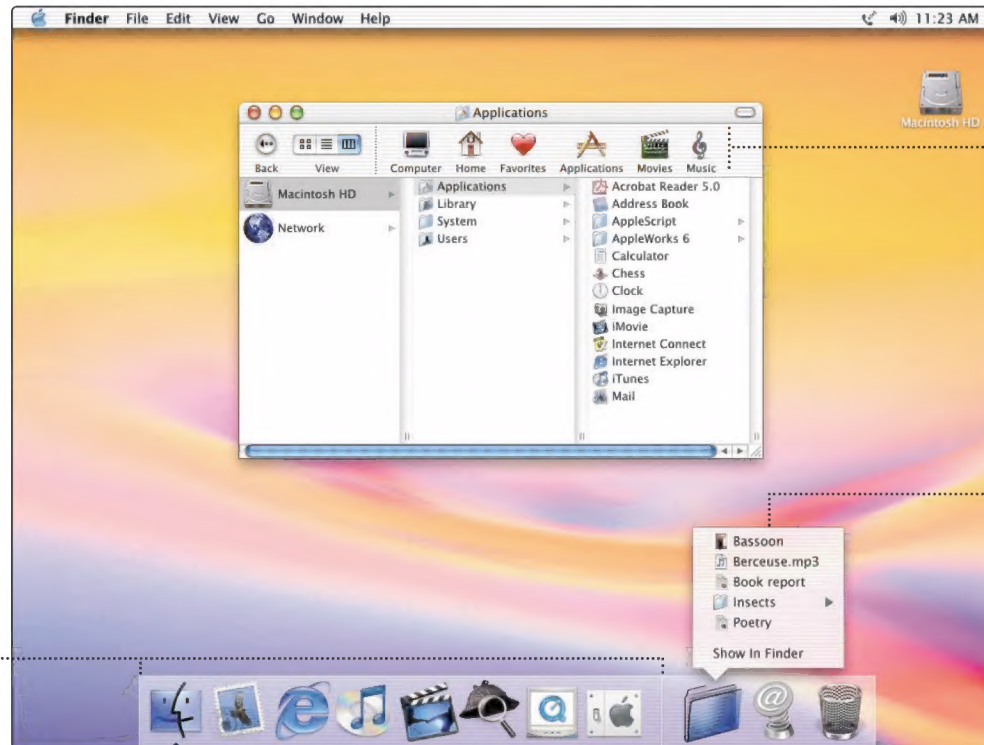 Finder File Edit View Go Window Help 11:23 AM
Macintosh HD
Applications
Back View Computer Home Favorites Applications Movies Music
Macintosh HD
Network
Applications
Library
System
Users
Acrobat Reader 5.0
Address Book
AppleScript
AppleWorks 6
Calculator
Chess
Clock
Image Capture
iMovie
Internet Connect
Internet Explorer
iTunes
Mail
Bassoon
Berceuse.mp3
Book report
Insects
Poetry
Show In Finder